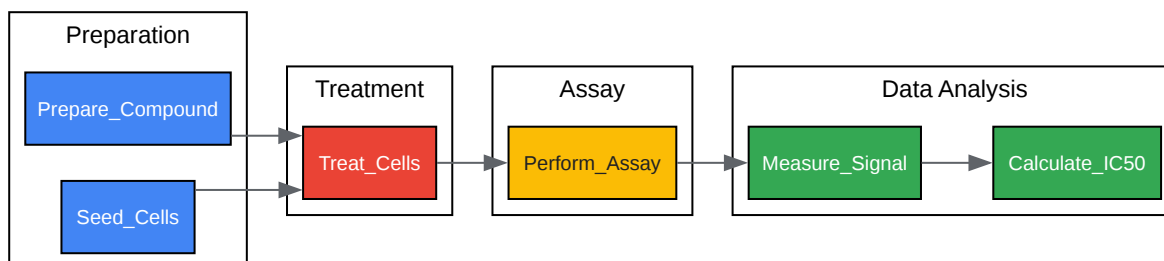 Preparation
Prepare_Compound
Seed_Cells
Treatment
Treat_Cells
Assay
Perform_Assay
Data Analysis
Measure_Signal
Calculate_IC50